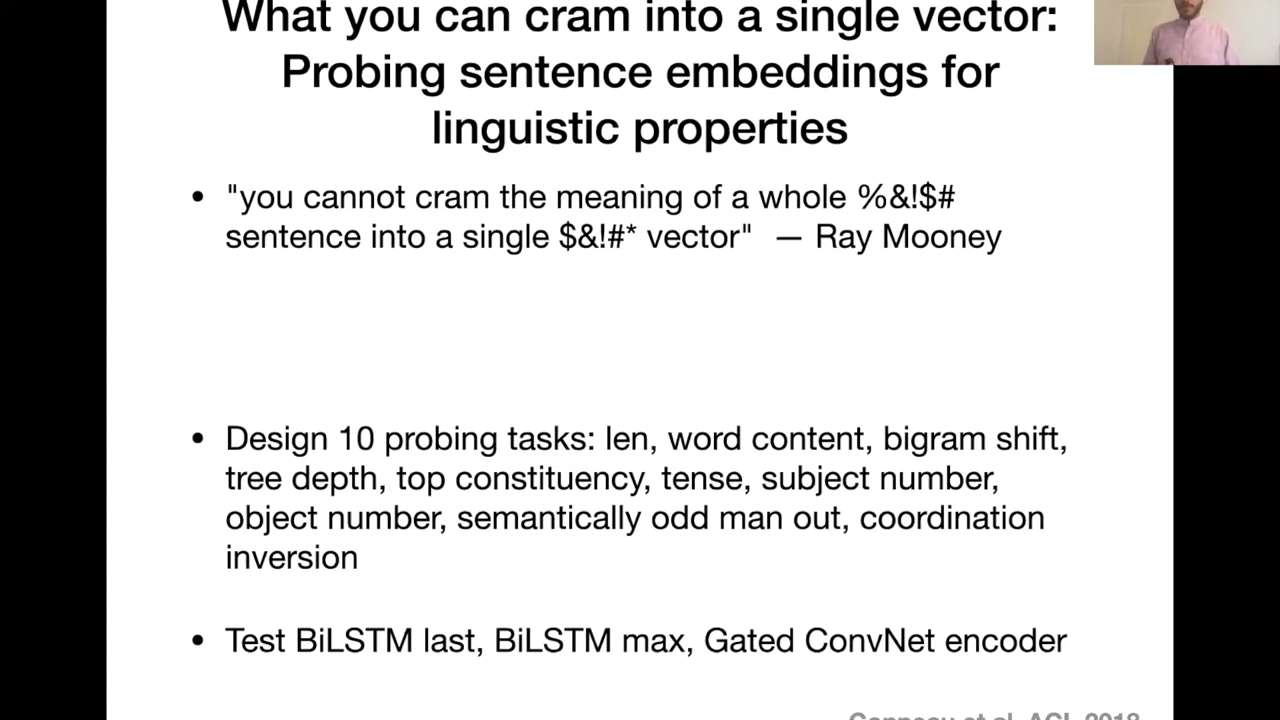 What you can cram into a single vector:
Probing sentence embeddings for
linguistic properties
• "you cannot cram the meaning of a whole %&!$#
sentence into a single $&!#* vector" — Ray Mooney
• Design 10 probing tasks: len, word content, bigram shift,
tree depth, top constituency, tense, subject number,
object number, semantically odd man out, coordination
inversion
• Test BiLSTM last, BiLSTM max, Gated ConvNet encoder
Conneau et al. ACL 2018